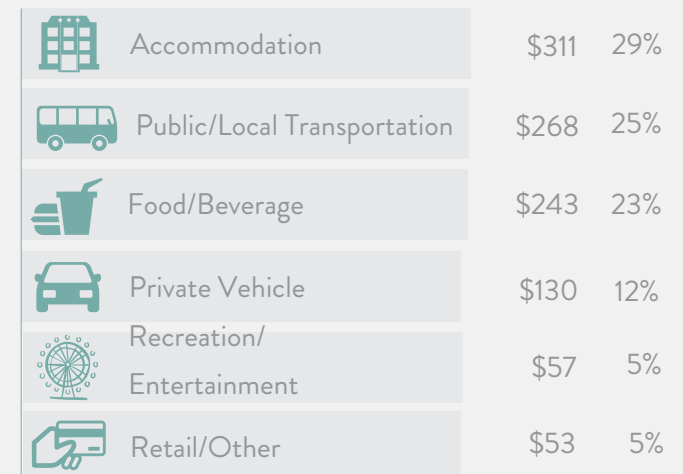 Accommodation $311 29%
Public/Local Transportation $268 25%
Food/Beverage $243 23%
Private Vehicle $130 12%
Recreation/
Entertainment $57 5%
Retail/Other $53 5%